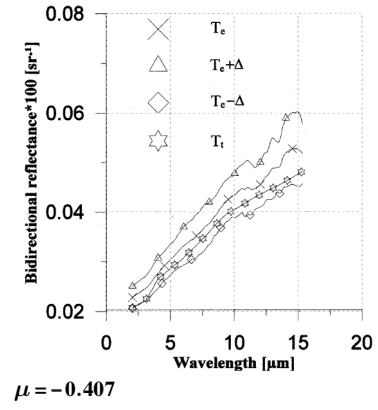 Bidirectional reflectance*100 [sr⁻¹]
0.08
0.06
0.04
0.02
Tₑ
Tₑ+Δ
Tₑ−Δ
Tₜ
0 5 10 15 20
Wavelength [µm]
μ = −0.407